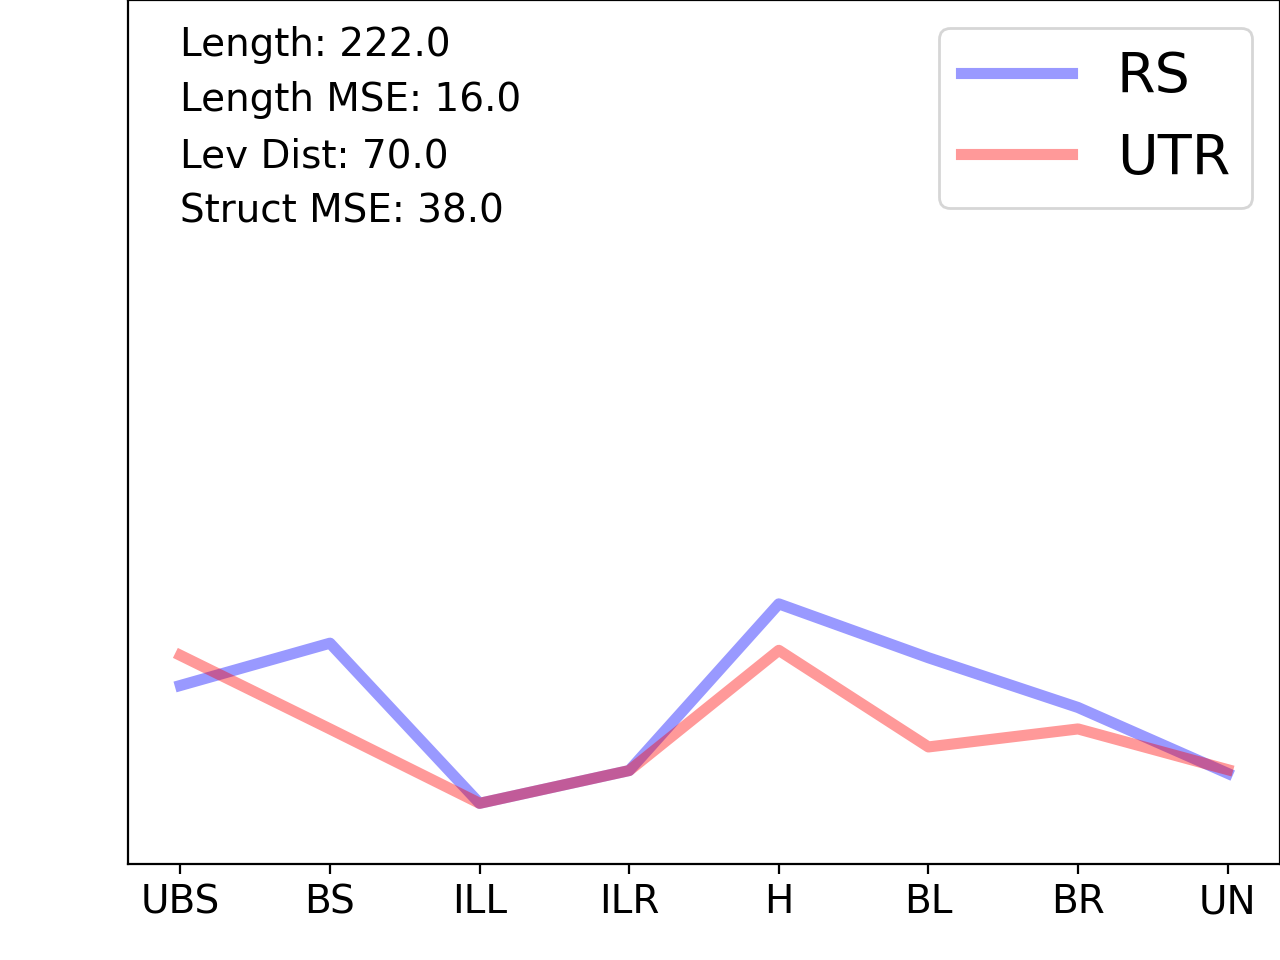 Length: 222.0
Length MSE: 16.0
Lev Dist: 70.0
Struct MSE: 38.0
RS
UTR
UBS BS ILL ILR H BL BR UN